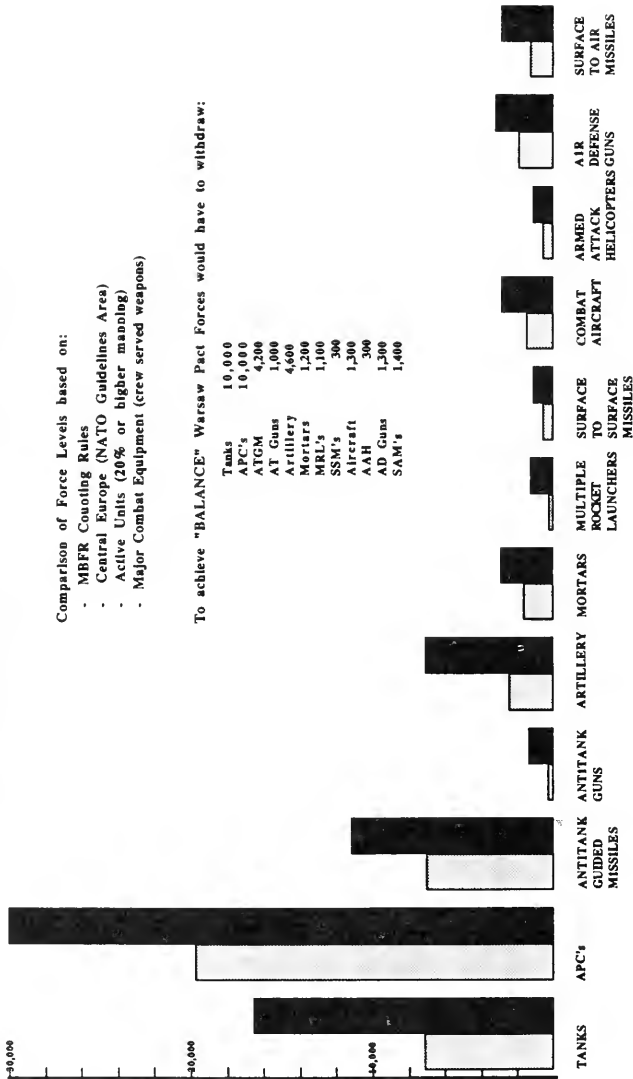 Comparison of Force Levels based on:
- MBFR Counting Rules
- Central Europe (NATO Guidelines Area)
- Active Units (20% or higher manning)
- Major Combat Equipment (crew served weapons)
To achieve "BALANCE" Warsaw Pact Forces would have to withdraw:
Tanks 10,000
APC's 10,000
ATGM 4,200
AT Guns 1,000
Artillery 4,600
Mortars 1,200
MRL's 1,100
SSM's 300
Aircraft 1,300
AAH 300
AD Guns 1,300
SAM's 1,400
30,000
20,000
10,000
TANKS
APC's
ANTITANK
GUIDED
MISSILES
ANTITANK
GUNS
ARTILLERY
MORTARS
MULTIPLE
ROCKET
LAUNCHERS
SURFACE
TO
SURFACE
MISSILES
COMBAT
AIRCRAFT
ARMED
ATTACK
HELICOPTERS
AIR
DEFENSE
GUNS
SURFACE
TO AIR
MISSILES